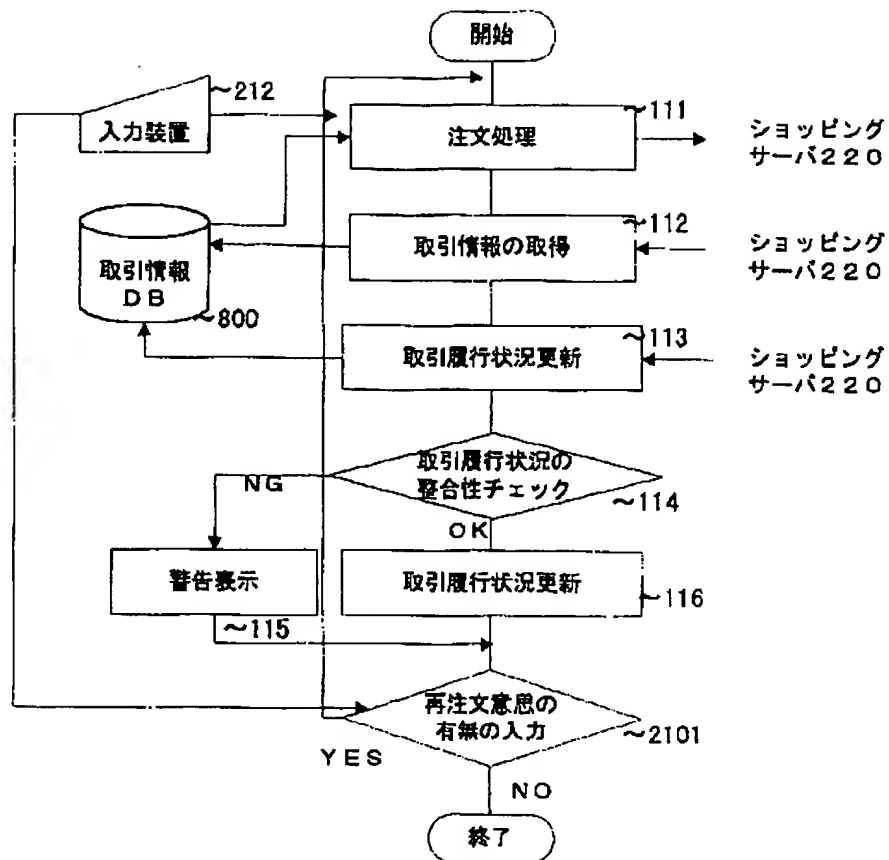 開始
~212
入力装置
~111
注文処理
ショッピング
サーバ220
~112
取引情報の取得
ショッピング
サーバ220
取引情報
DB
~800
~113
取引履行状況更新
ショッピング
サーバ220
取引履行状況の
整合性チェック
NG
~114
OK
警告表示
取引履行状況更新
~116
~115
再注文意思の
有無の入力
~2101
YES
NO
終了